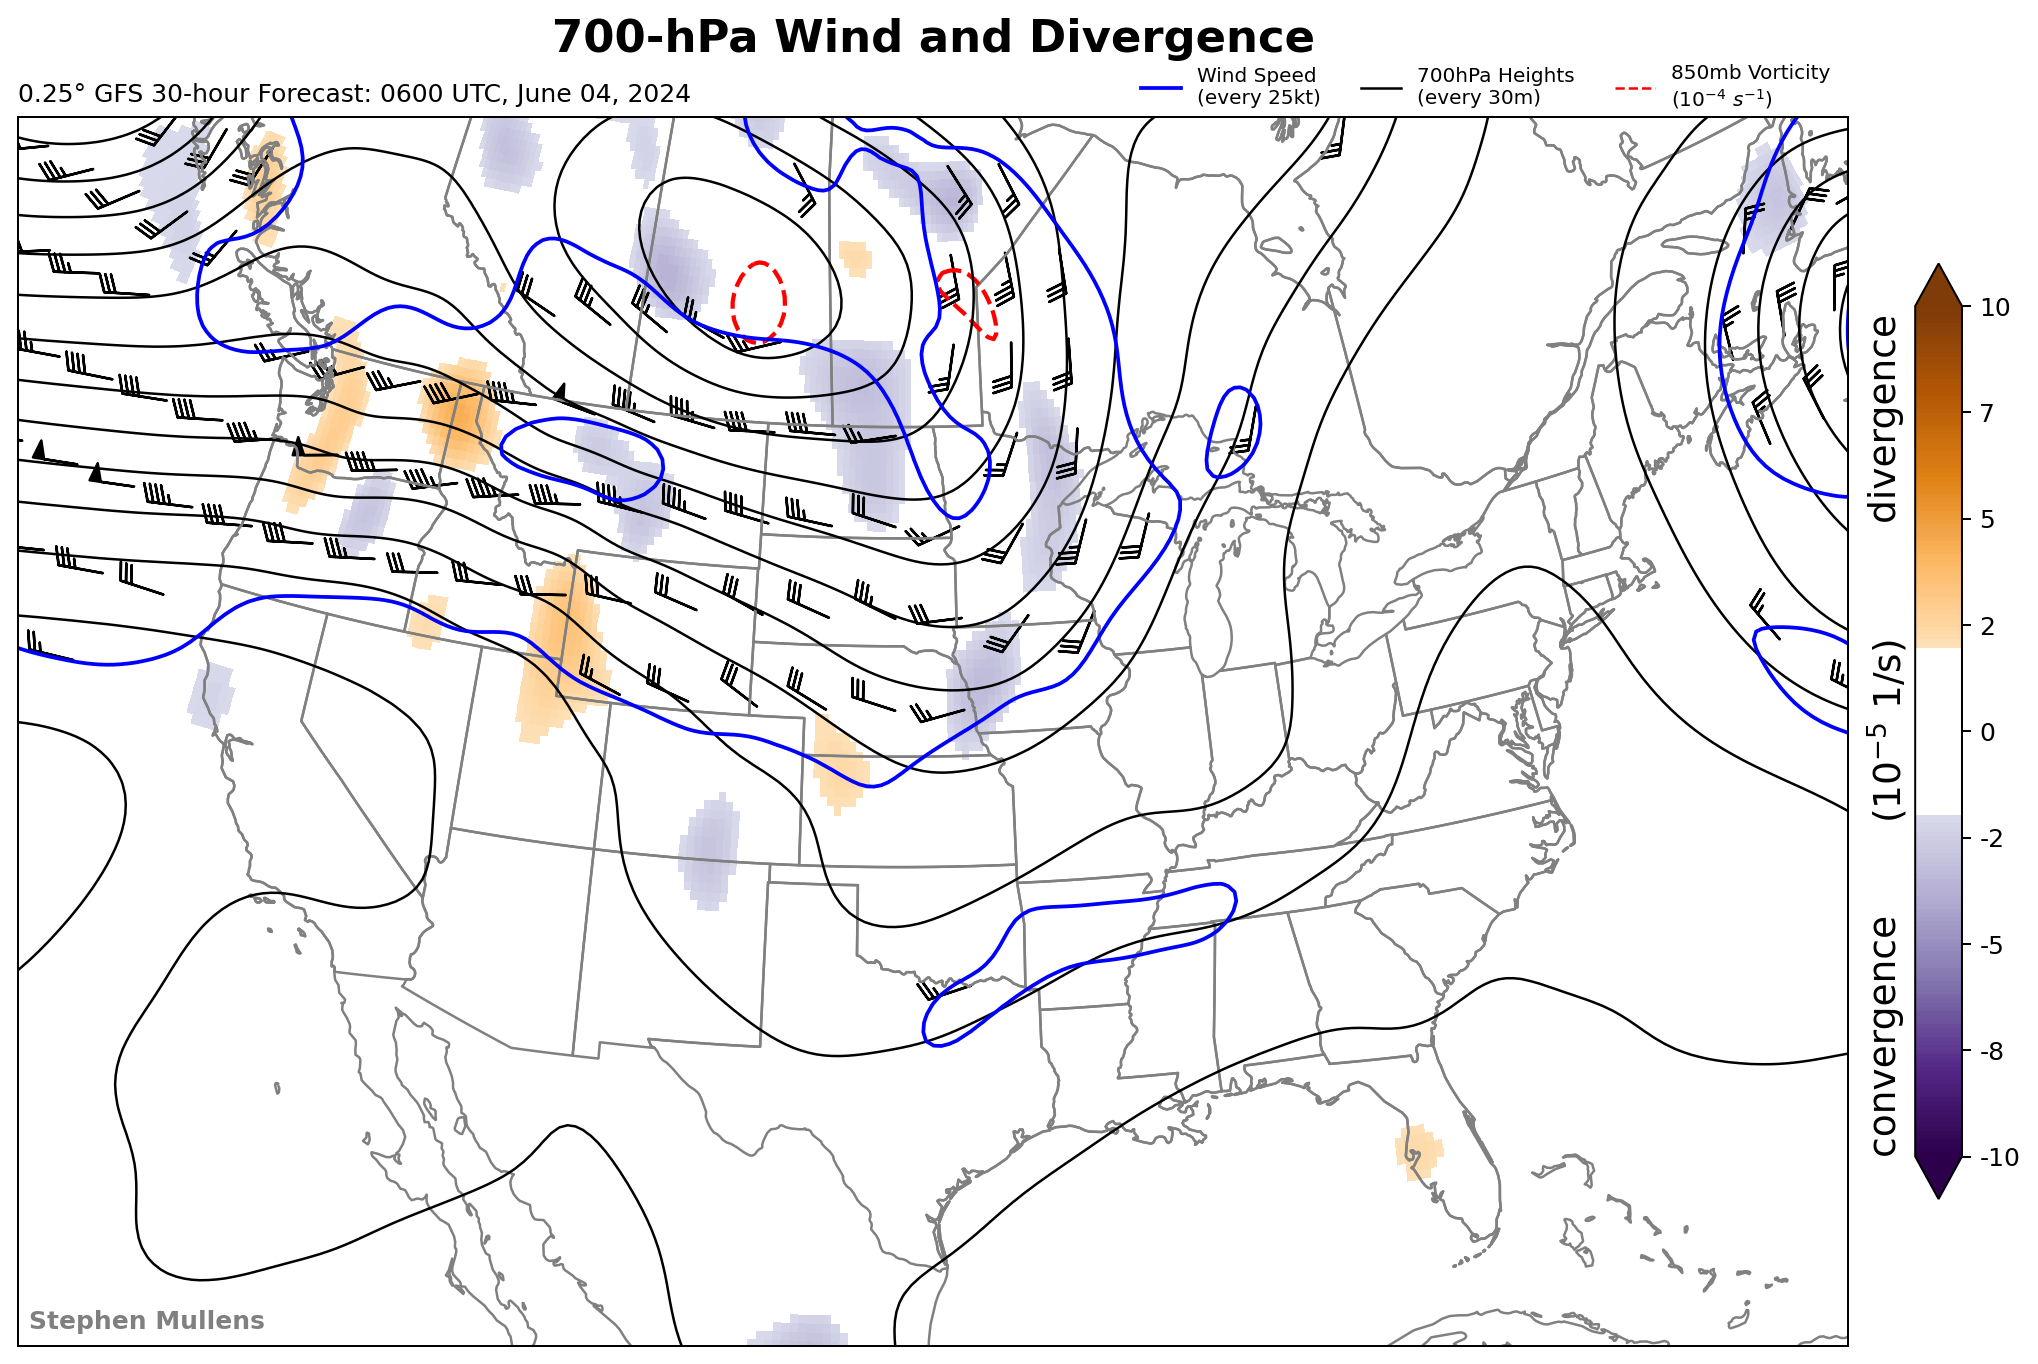 700-hPa Wind and Divergence
0.25° GFS 30-hour Forecast: 0600 UTC, June 04, 2024
Wind Speed
(every 25kt)
700hPa Heights
(every 30m)
850mb Vorticity
(10⁻⁴ s⁻¹)
10
7
5
2
0
-2
-5
-8
-10
convergence (10⁻⁵ 1/s) divergence
Stephen Mullens